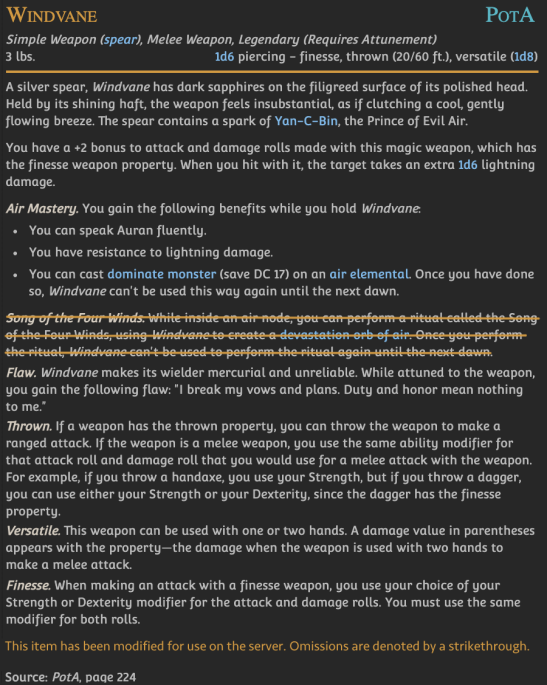 WINDVANE PotA
Simple Weapon (spear), Melee Weapon, Legendary (Requires Attunement)
3 lbs. 1d6 piercing - finesse, thrown (20/60 ft.), versatile (1d8)
A silver spear, Windvane has dark sapphires on the filigreed surface of its polished head.
Held by its shining haft, the weapon feels insubstantial, as if clutching a cool, gently
flowing breeze. The spear contains a spark of Yan-C-Bin, the Prince of Evil Air.
You have a +2 bonus to attack and damage rolls made with this magic weapon, which has
the finesse weapon property. When you hit with it, the target takes an extra 1d6 lightning
damage.
Air Mastery. You gain the following benefits while you hold Windvane:
• You can speak Auran fluently.
• You have resistance to lightning damage.
• You can cast dominate monster (save DC 17) on an air elemental. Once you have done
so, Windvane can't be used this way again until the next dawn.
Song of the Four Winds. While inside an air node, you can perform a ritual called the Song
of the Four Winds, using Windvane to create a devastation orb of air. Once you perform
the ritual, Windvane can't be used to perform the ritual again until the next dawn.
Flaw. Windvane makes its wielder mercurial and unreliable. While attuned to the weapon,
you gain the following flaw: "I break my vows and plans. Duty and honor mean nothing
to me."
Thrown. If a weapon has the thrown property, you can throw the weapon to make a
ranged attack. If the weapon is a melee weapon, you use the same ability modifier for
that attack roll and damage roll that you would use for a melee attack with the weapon.
For example, if you throw a handaxe, you use your Strength, but if you throw a dagger,
you can use either your Strength or your Dexterity, since the dagger has the finesse
property.
Versatile. This weapon can be used with one or two hands. A damage value in parentheses
appears with the property—the damage when the weapon is used with two hands to
make a melee attack.
Finesse. When making an attack with a finesse weapon, you use your choice of your
Strength or Dexterity modifier for the attack and damage rolls. You must use the same
modifier for both rolls.
This item has been modified for use on the server. Omissions are denoted by a strikethrough.
Source: PotA, page 224